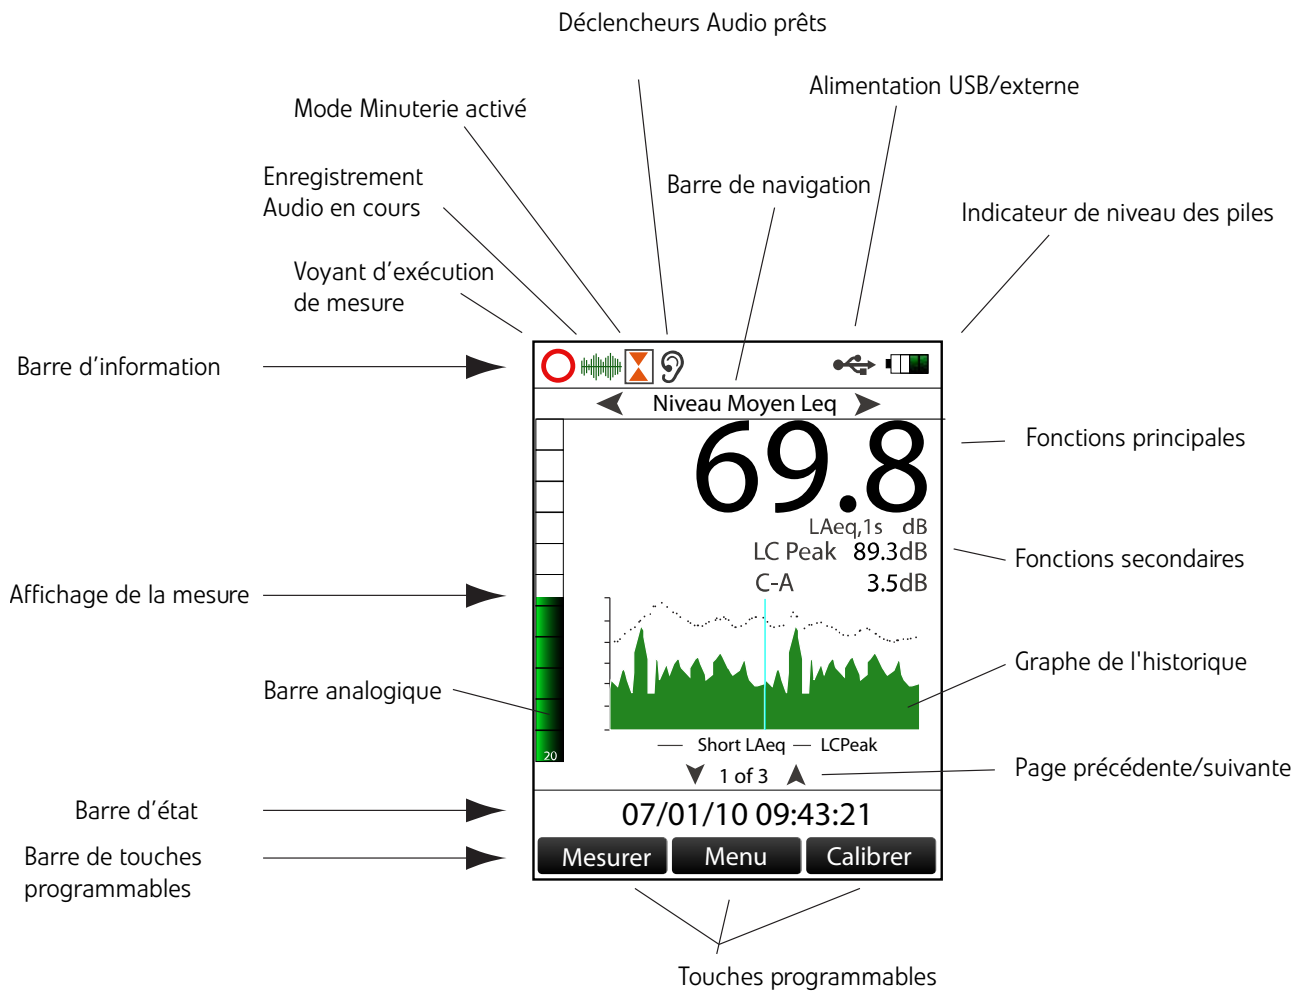 Déclencheurs Audio prêts
Alimentation USB/externe
Mode Minuterie activé
Enregistrement
Audio en cours
Barre de navigation
Indicateur de niveau des piles
Voyant d'exécution
de mesure
Barre d'information
Niveau Moyen Leq
69.8
Fonctions principales
LAeq,1s dB
LC Peak 89.3dB
Fonctions secondaires
C-A 3.5dB
Affichage de la mesure
Graphe de l'historique
Barre analogique
Short LAeq — LCPeak
20
1 of 3
Page précédente/suivante
Barre d'état
07/01/10 09:43:21
Barre de touches
programmables
Mesurer Menu Calibrer
Touches programmables